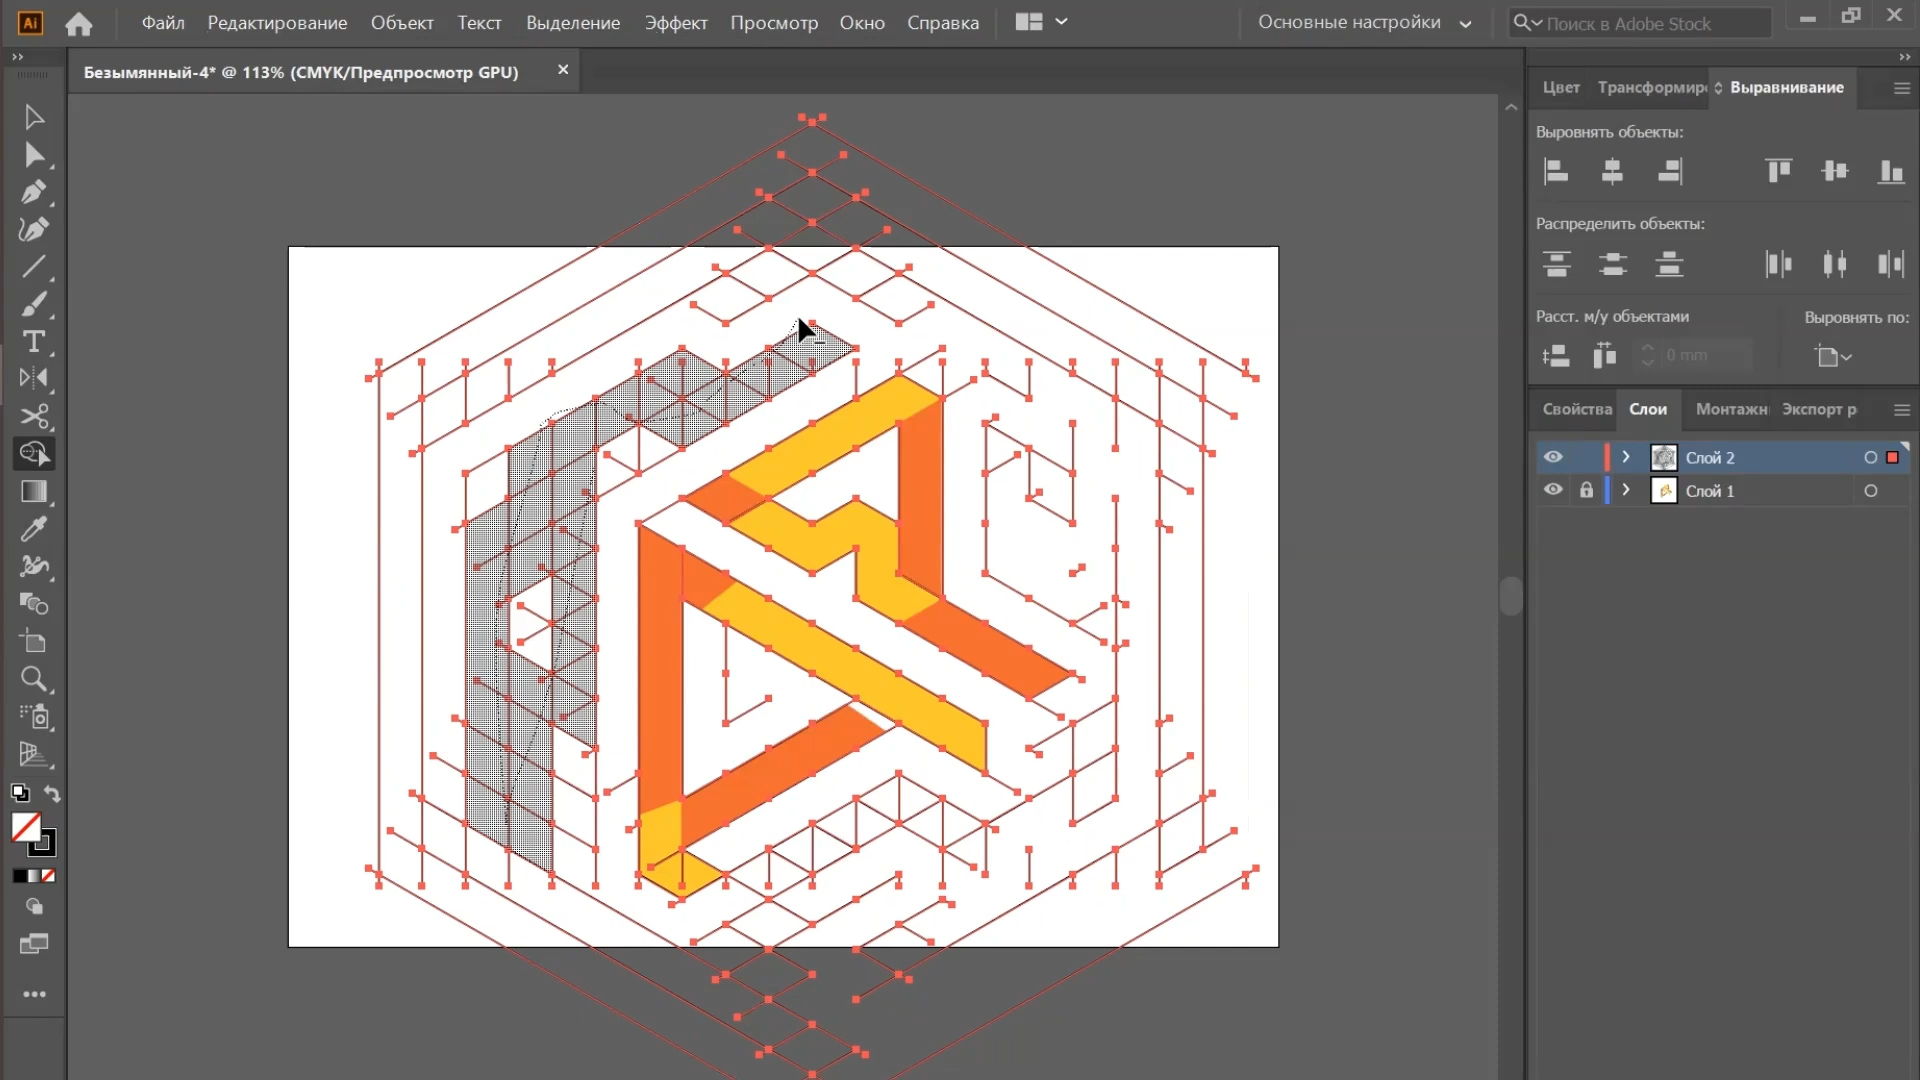 Ai Файл Редактирование Объект Текст Выделение Эффект Просмотр Окно Справка Основные настройки Поиск в Adobe Stock
Безымянный-4* @ 113% (CMYK/Предпросмотр GPU)
Цвет Трансформир Выравнивание
Выровнять объекты:
Распределить объекты:
Расст. м/у объектами Выровнять по:
0 mm
Свойства Слои Монтажн Экспорт р
Слой 2
Слой 1